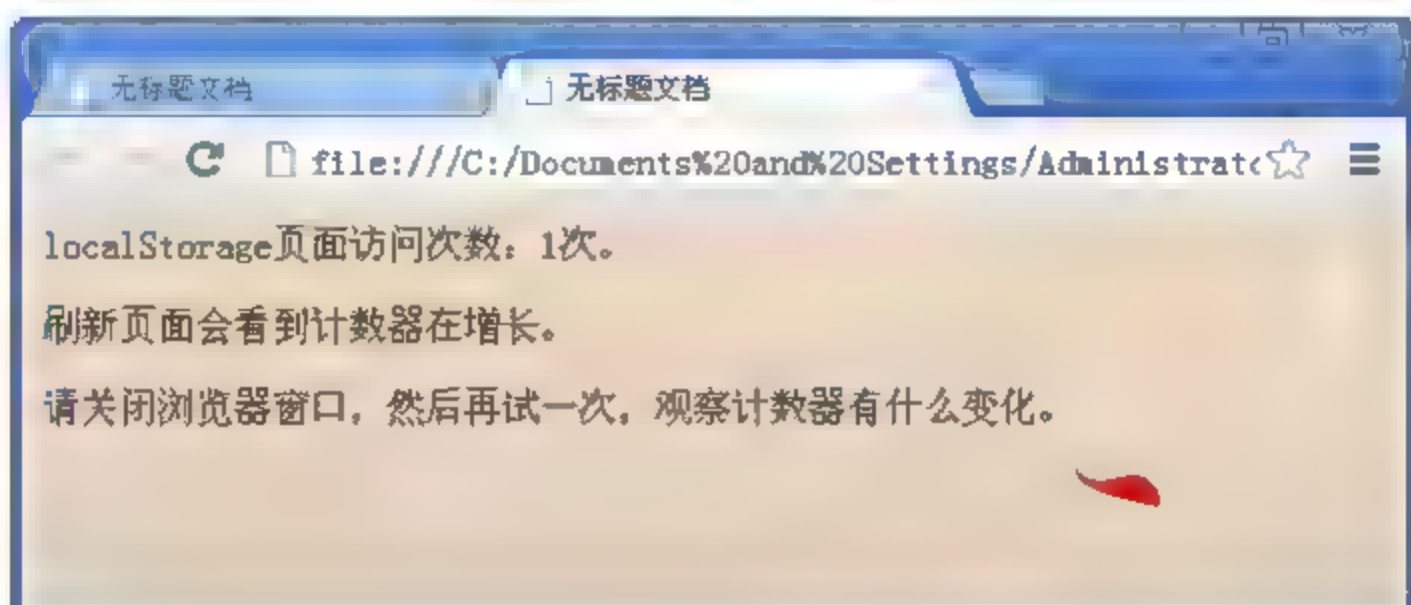 无标题文档
无标题文档
file:///C:/Documents%20and%20Settings/Administrat
localStorage页面访问次数：1次。
刷新页面会看到计数器在增长。
请关闭浏览器窗口，然后再试一次，观察计数器有什么变化。